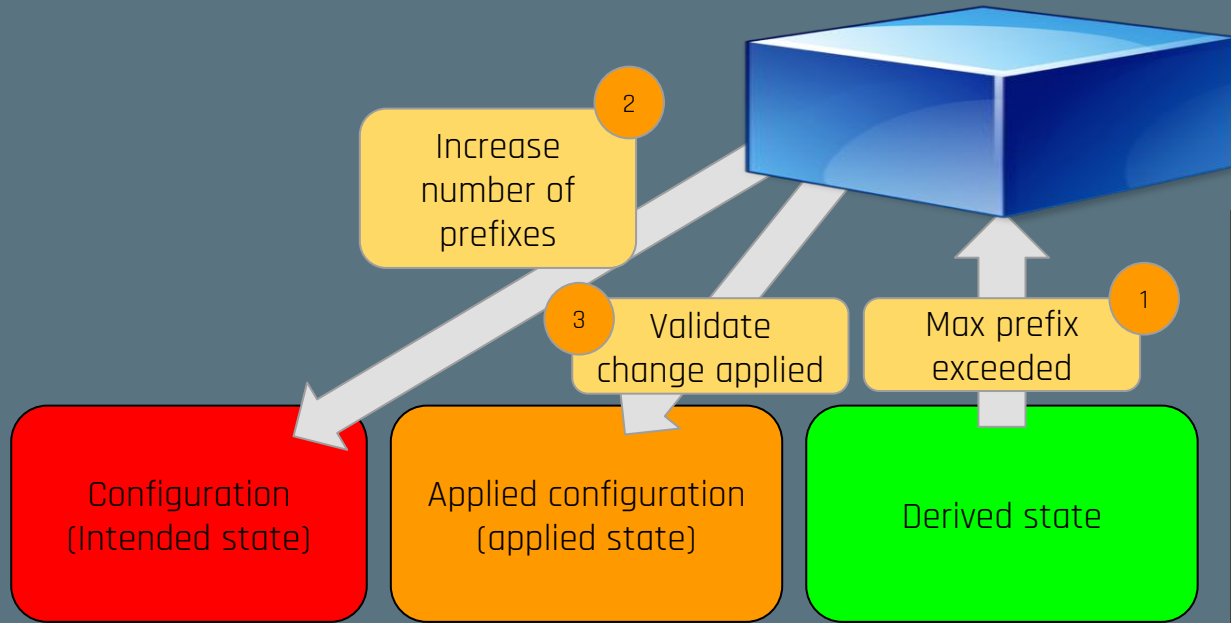 2
Increase
number of
prefixes
3
Validate
change applied
1
Max prefix
exceeded
Configuration
(Intended state)
Applied configuration
(applied state)
Derived state